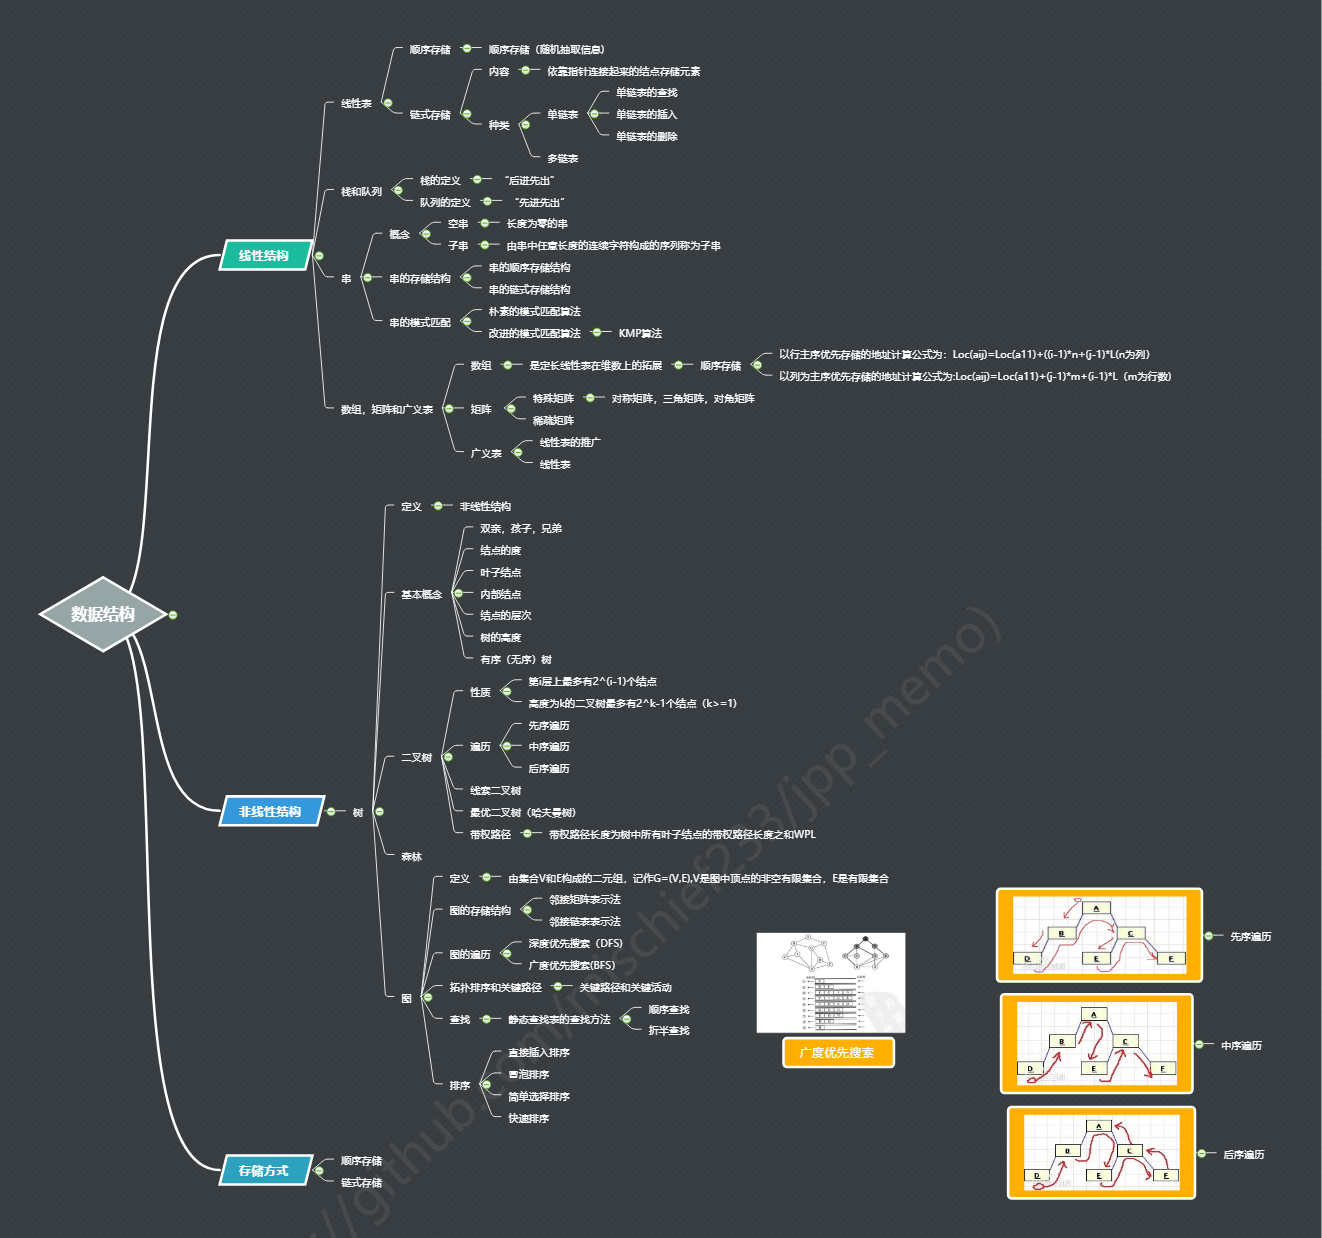 数据结构
线性结构
线性表
顺序存储
顺序存储（随机抽取信息）
链式存储
内容
依靠指针连接起来的结点存储元素
种类
单链表
单链表的查找
单链表的插入
单链表的删除
多链表
栈和队列
栈的定义
“后进先出”
队列的定义
“先进先出”
串
概念
空串
长度为零的串
子串
由串中任意长度的连续字符构成的序列称为子串
串的存储结构
串的顺序存储结构
串的链式存储结构
串的模式匹配
朴素的模式匹配算法
改进的模式匹配算法
KMP算法
数组，矩阵和广义表
数组
是定长线性表在维数上的拓展
顺序存储
以行主序优先存储的地址计算公式为：Loc(aij)=Loc(a11)+((i-1)*n+(j-1)*L(n为列）
以列为主序优先存储的地址计算公式为:Loc(aij)=Loc(a11)+(j-1)*m+(i-1)*L（m为行数）
矩阵
特殊矩阵
对称矩阵，三角矩阵，对角矩阵
稀疏矩阵
广义表
线性表的推广
线性表
非线性结构
树
定义
非线性结构
基本概念
双亲，孩子，兄弟
结点的度
叶子结点
内部结点
结点的层次
树的高度
有序（无序）树
二叉树
性质
第i层上最多有2^(i-1)个结点
高度为k的二叉树最多有2^k-1个结点（k>=1）
遍历
先序遍历
中序遍历
后序遍历
线索二叉树
最优二叉树（哈夫曼树）
带权路径
带权路径长度为树中所有叶子结点的带权路径长度之和WPL
森林
图
定义
由集合V和E构成的二元组，记作G=(V,E),V是图中顶点的非空有限集合，E是有限集合
图的存储结构
邻接矩阵表示法
邻接链表表示法
图的遍历
深度优先搜索（DFS）
广度优先搜索(BFS）
拓扑排序和关键路径
关键路径和关键活动
查找
静态查找表的查找方法
顺序查找
折半查找
排序
直接插入排序
冒泡排序
简单选择排序
快速排序
存储方式
顺序存储
链式存储
广度优先搜索
A
B
C
D
E
F
先序遍历
A
B
C
D
E
F
中序遍历
A
B
C
D
E
F
后序遍历
//github.com/mischief233/jpp_memo)